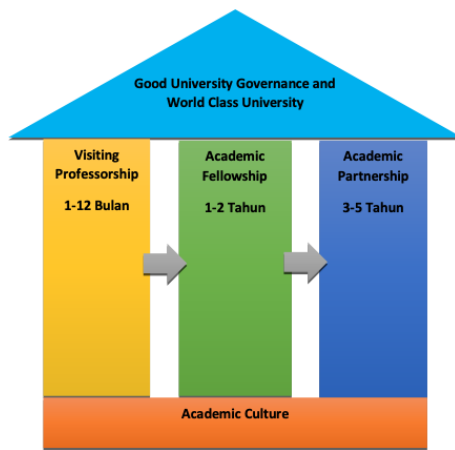 Good University Governance and
World Class University
Visiting
Professorship
1-12 Bulan
Academic
Fellowship
1-2 Tahun
Academic
Partnership
3-5 Tahun
Academic Culture